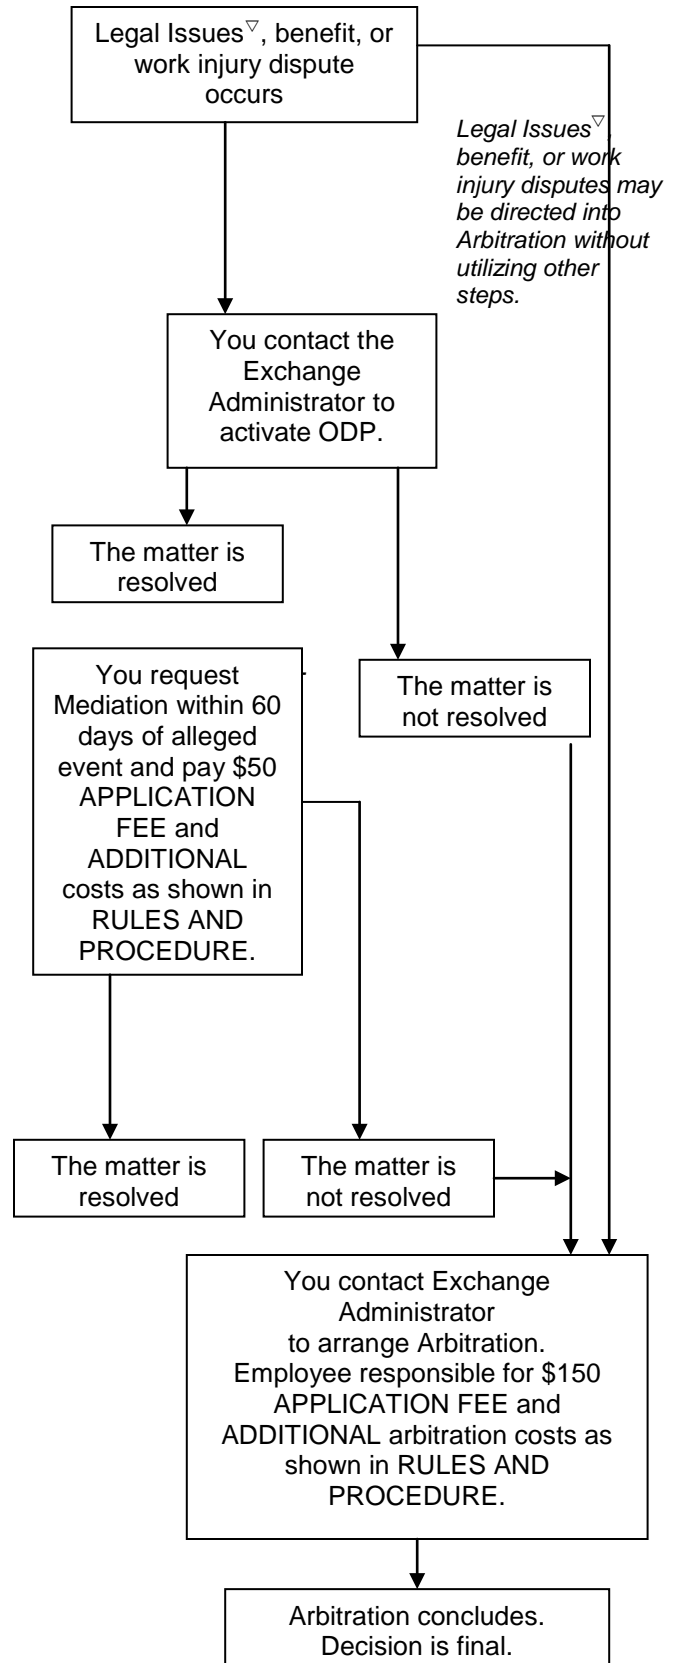 Legal Issues▽, benefit, or
work injury dispute
occurs
Legal Issues▽,
benefit, or work
injury disputes may
be directed into
Arbitration without
utilizing other
steps.
You contact the
Exchange
Administrator to
activate ODP.
The matter is
resolved
You request
Mediation within 60
days of alleged
event and pay $50
APPLICATION
FEE and
ADDITIONAL
costs as shown in
RULES AND
PROCEDURE.
The matter is
not resolved
The matter is
resolved
The matter is
not resolved
You contact Exchange
Administrator
to arrange Arbitration.
Employee responsible for $150
APPLICATION FEE and
ADDITIONAL arbitration costs as
shown in RULES AND
PROCEDURE.
Arbitration concludes.
Decision is final.